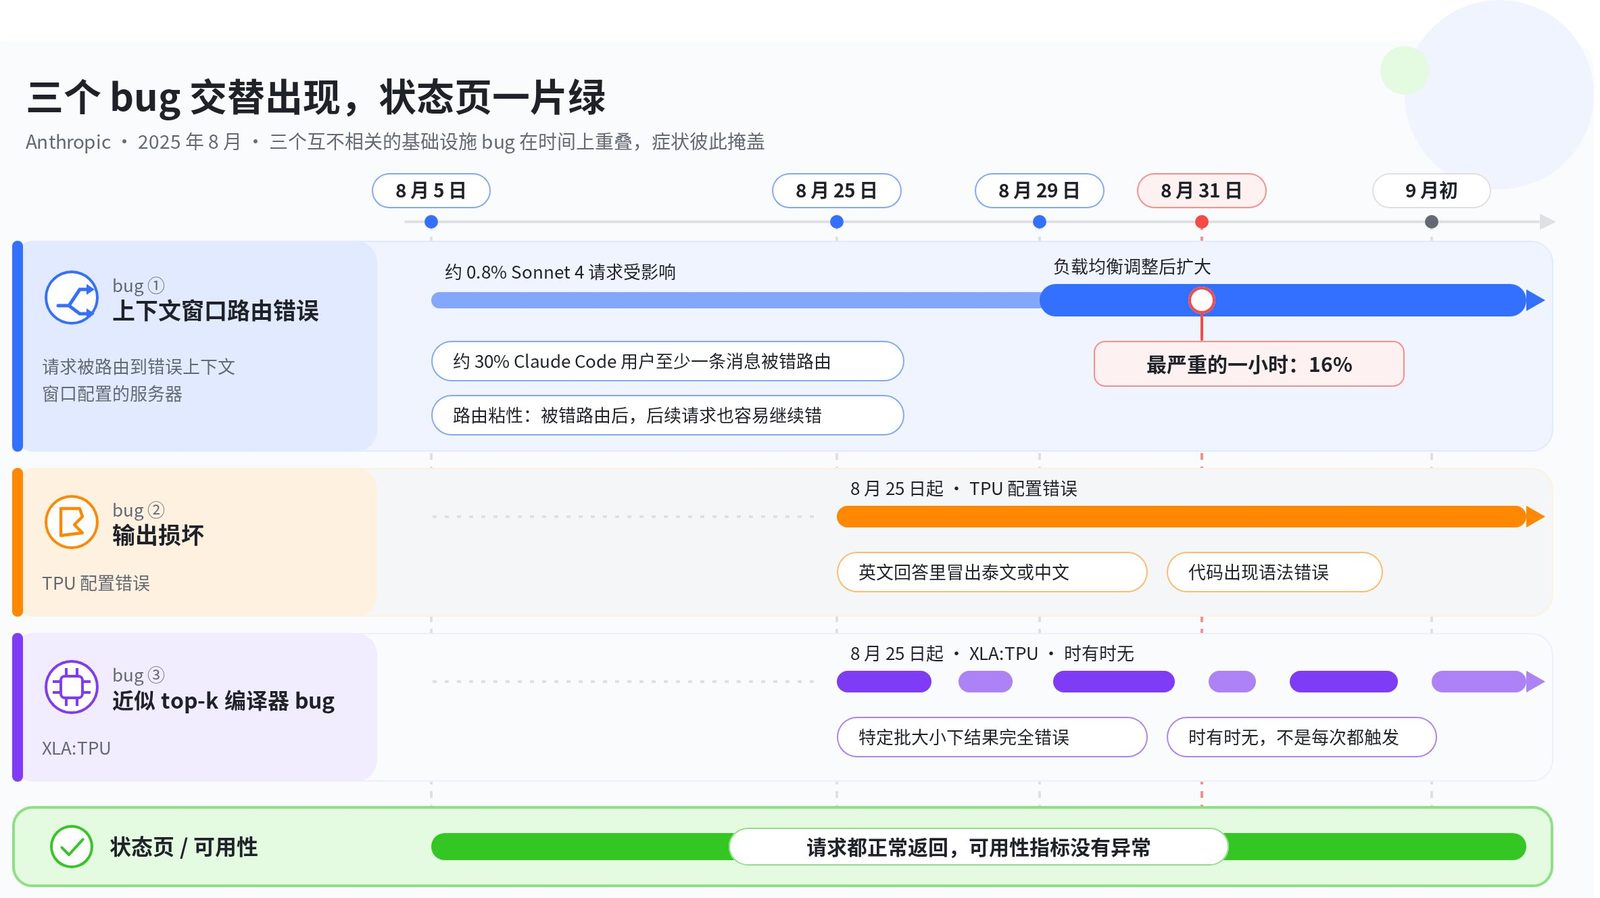 三个 bug 交替出现，状态页一片绿
Anthropic · 2025 年 8 月 · 三个互不相关的基础设施 bug 在时间上重叠，症状彼此掩盖
8 月 5 日
8 月 25 日
8 月 29 日
8 月 31 日
9 月初
bug ①
上下文窗口路由错误
请求被路由到错误上下文
窗口配置的服务器
约 0.8% Sonnet 4 请求受影响
负载均衡调整后扩大
约 30% Claude Code 用户至少一条消息被错路由
最严重的一小时：16%
路由粘性：被错路由后，后续请求也容易继续错
bug ②
输出损坏
TPU 配置错误
8 月 25 日起 · TPU 配置错误
英文回答里冒出泰文或中文
代码出现语法错误
bug ③
近似 top-k 编译器 bug
XLA:TPU
8 月 25 日起 · XLA:TPU · 时有时无
特定批大小下结果完全错误
时有时无，不是每次都触发
状态页 / 可用性
请求都正常返回，可用性指标没有异常